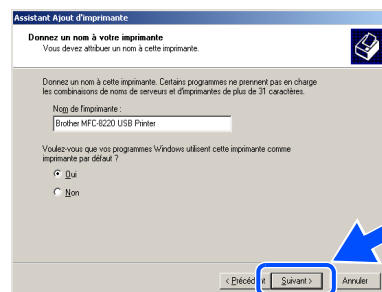 Assistant Ajout d'imprimante
Donnez un nom à votre imprimante
Vous devez attribuer un nom à cette imprimante.
Donnez un nom à cette imprimante. Certains programmes ne prennent pas en charge
les combinaisons de noms de serveurs et d'imprimantes de plus de 31 caractères.
Nom de l'imprimante :
Brother MFC-8220 USB Printer
Voulez-vous que vos programmes Windows utilisent cette imprimante comme
imprimante par défaut ?
Oui
Non
< Précédent Suivant > Annuler